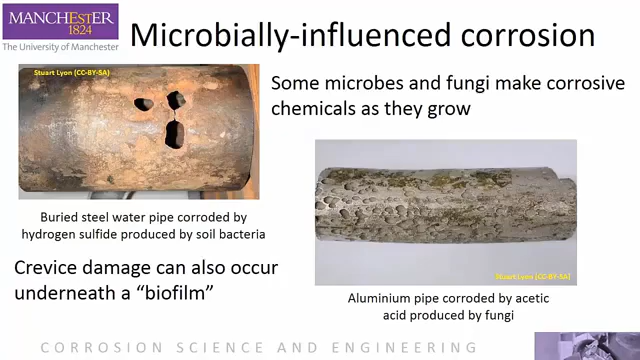 MANCHESTER
1824
The University of Manchester
Microbially-influenced corrosion
Stuart Lyon (CC-BY-SA)
Some microbes and fungi make corrosive
chemicals as they grow
Buried steel water pipe corroded by
hydrogen sulfide produced by soil bacteria
Stuart Lyon (CC-BY-SA)
Crevice damage can also occur
underneath a “biofilm”
Aluminium pipe corroded by acetic
acid produced by fungi
CORROSION SCIENCE AND ENGINEERING